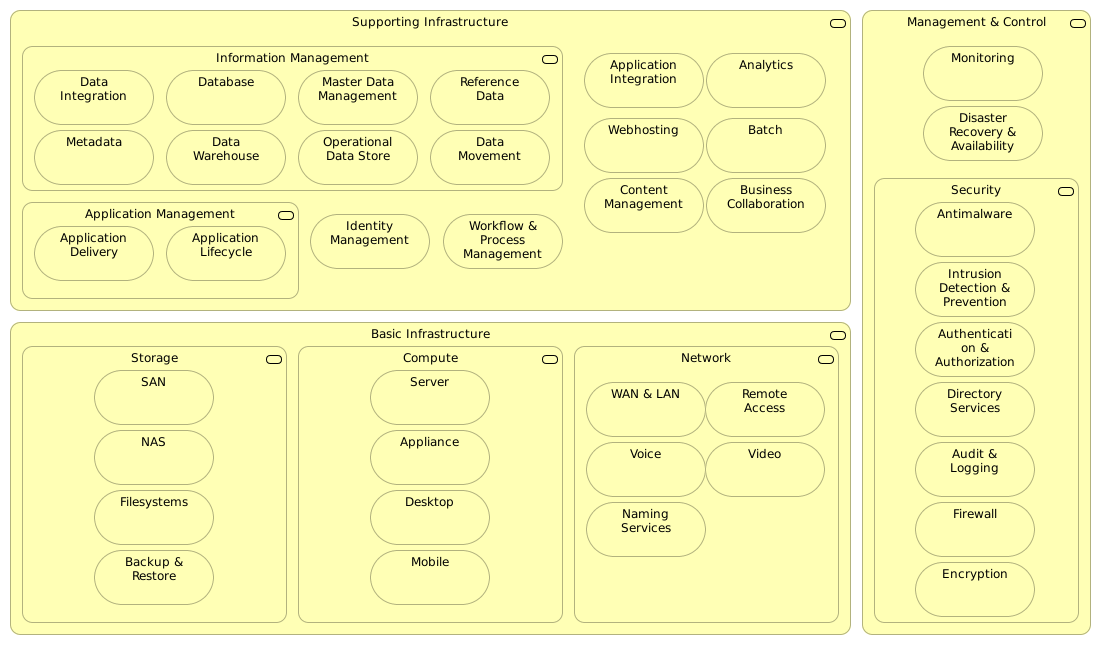 Supporting Infrastructure
Information Management
Data
Integration
Database
Master Data
Management
Reference
Data
Metadata
Data
Warehouse
Operational
Data Store
Data
Movement
Application Management
Application
Delivery
Application
Lifecycle
Identity
Management
Workflow &
Process
Management
Application
Integration
Analytics
Webhosting
Batch
Content
Management
Business
Collaboration
Basic Infrastructure
Storage
SAN
NAS
Filesystems
Backup &
Restore
Compute
Server
Appliance
Desktop
Mobile
Network
WAN & LAN
Remote
Access
Voice
Video
Naming
Services
Management & Control
Monitoring
Disaster
Recovery &
Availability
Security
Antimalware
Intrusion
Detection &
Prevention
Authenticati
on &
Authorization
Directory
Services
Audit &
Logging
Firewall
Encryption